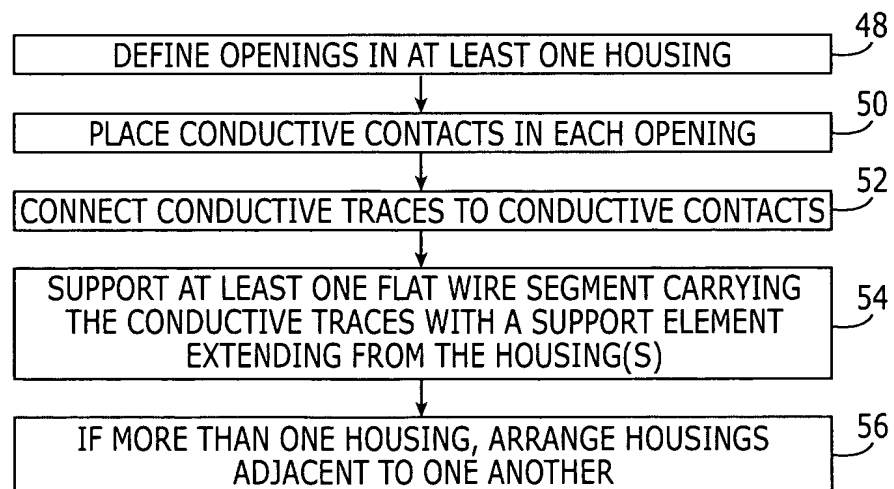 48
DEFINE OPENINGS IN AT LEAST ONE HOUSING
50
PLACE CONDUCTIVE CONTACTS IN EACH OPENING
52
CONNECT CONDUCTIVE TRACES TO CONDUCTIVE CONTACTS
SUPPORT AT LEAST ONE FLAT WIRE SEGMENT CARRYING
THE CONDUCTIVE TRACES WITH A SUPPORT ELEMENT
EXTENDING FROM THE HOUSING(S)
54
IF MORE THAN ONE HOUSING, ARRANGE HOUSINGS
ADJACENT TO ONE ANOTHER
56